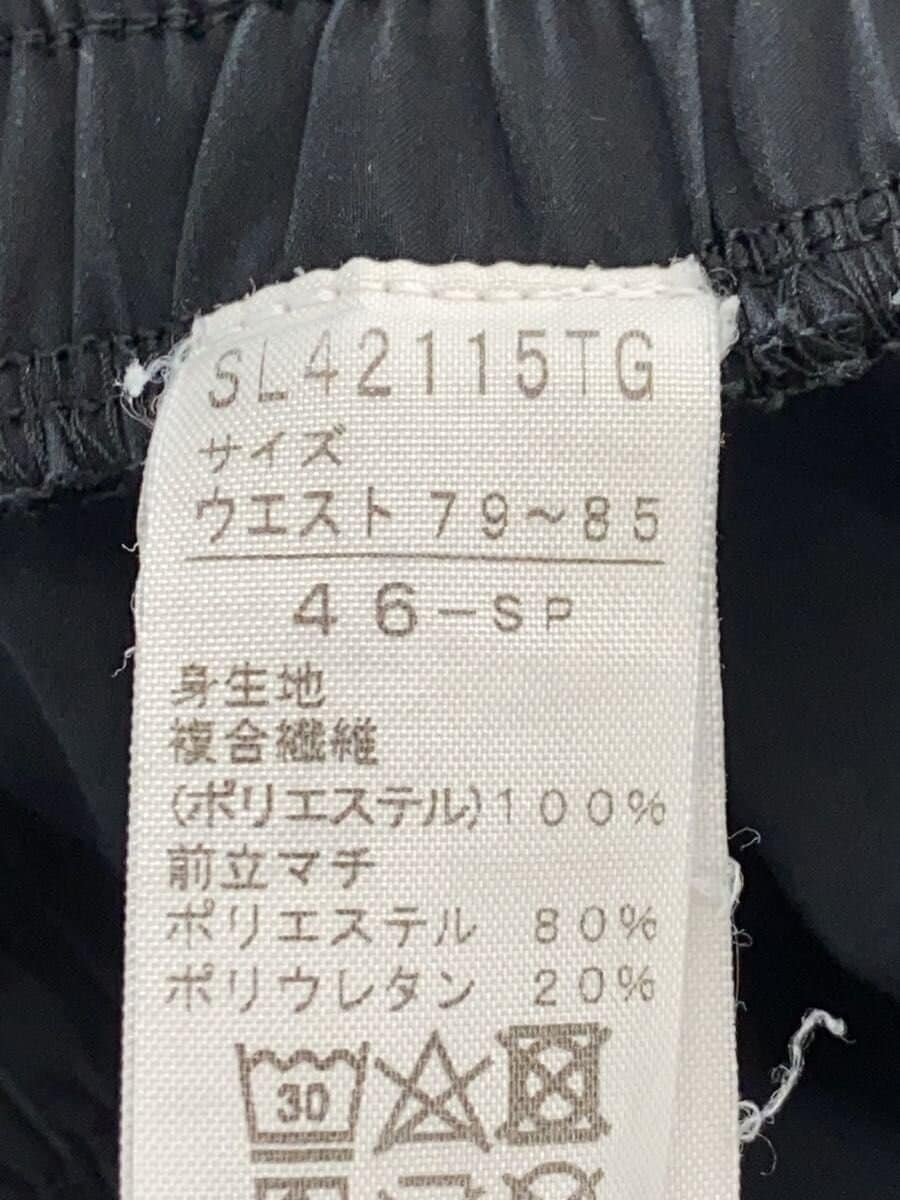 SL42115TG
サイズ
ウエスト 79~85
46-SP
身生地
複合繊維
(ポリエステル)100%
前立マチ
ポリエステル 80%
ポリウレタン 20%
30